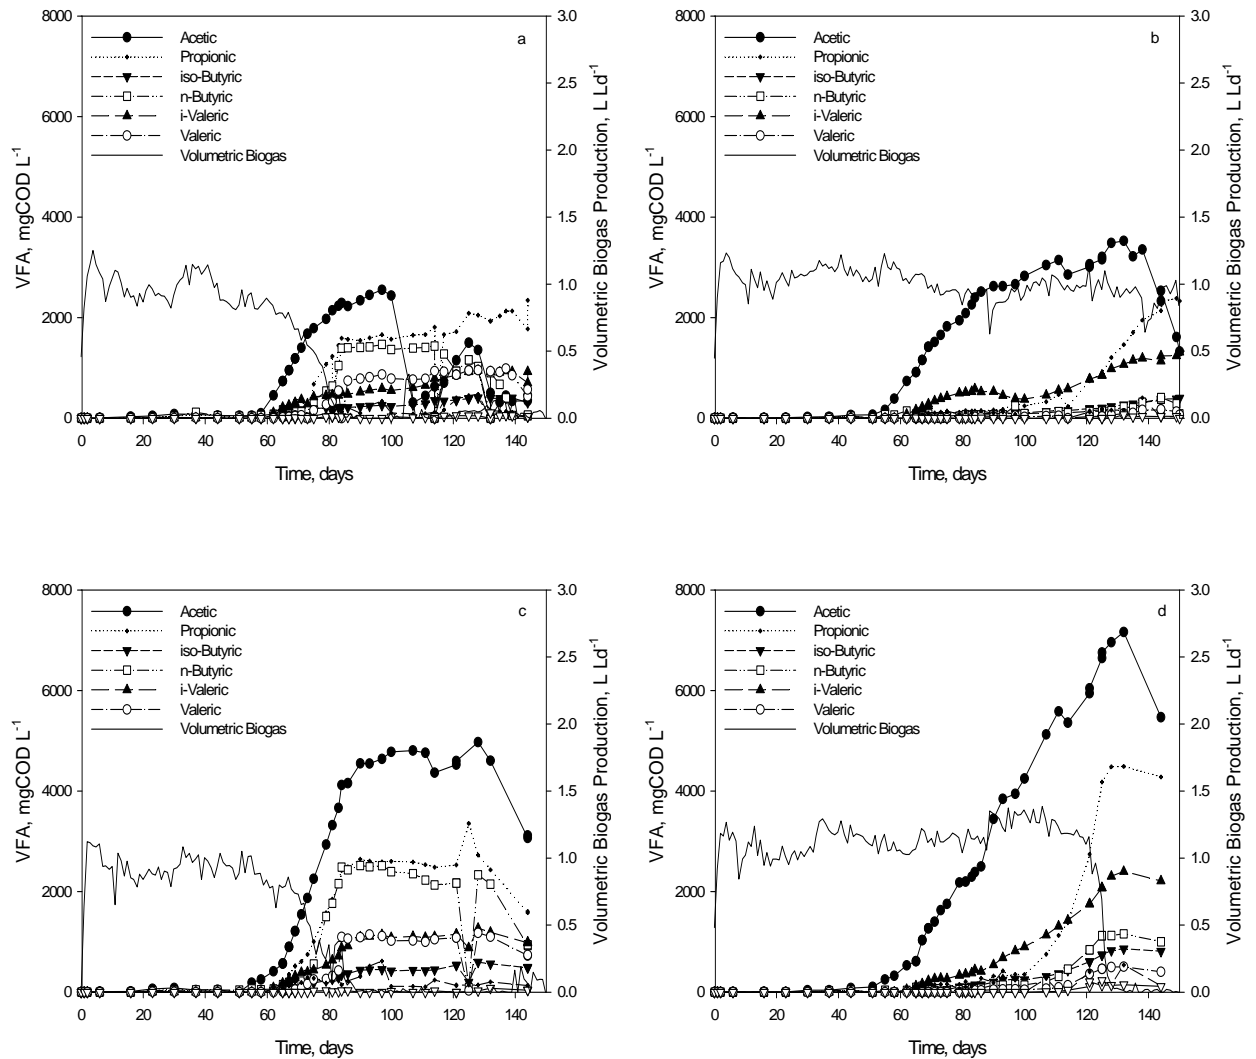 a
Acetic
Propionic
iso-Butyric
n-Butyric
i-Valeric
Valeric
Volumetric Biogas
VFA, mgCOD L-1
8000
6000
4000
2000
0
Volumetric Biogas Production, L Ld-1
3.0
2.5
2.0
1.5
1.0
0.5
0.0
0 20 40 60 80 100 120 140
Time, days
b
Acetic
Propionic
iso-Butyric
n-Butyric
i-Valeric
Valeric
Volumetric Biogas
VFA, mgCOD L-1
8000
6000
4000
2000
0
Volumetric Biogas Production, L Ld-1
3.0
2.5
2.0
1.5
1.0
0.5
0.0
0 20 40 60 80 100 120 140
Time, days
c
Acetic
Propionic
iso-Butyric
n-Butyric
i-Valeric
Valeric
Volumetric Biogas
VFA, mgCOD L-1
8000
6000
4000
2000
0
Volumetric Biogas Production, L Ld-1
3.0
2.5
2.0
1.5
1.0
0.5
0.0
0 20 40 60 80 100 120 140
Time, days
d
Acetic
Propionic
iso-Butyric
n-Butyric
i-Valeric
Valeric
Volumetric Biogas
VFA, mgCOD L-1
8000
6000
4000
2000
0
Volumetric Biogas Production, L Ld-1
3.0
2.5
2.0
1.5
1.0
0.5
0.0
0 20 40 60 80 100 120 140
Time, days